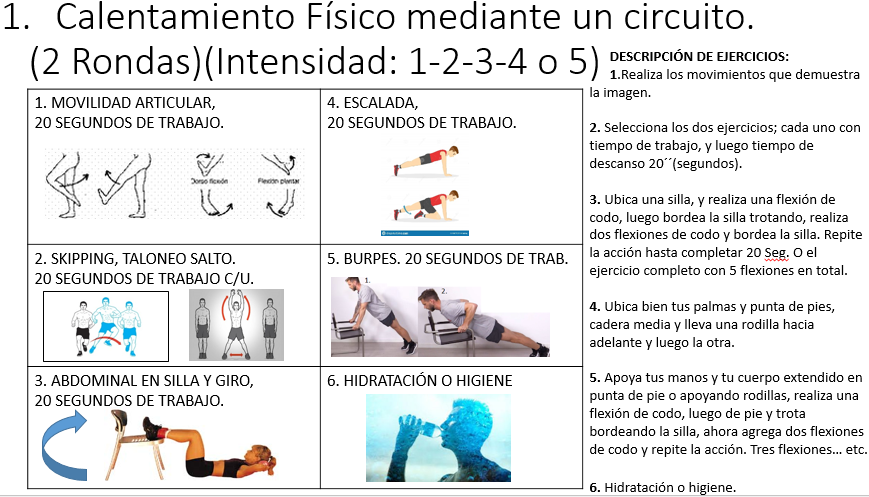 1. Calentamiento Físico mediante un circuito.
(2 Rondas)(Intensidad: 1-2-3-4 o 5)
1. MOVILIDAD ARTICULAR,
20 SEGUNDOS DE TRABAJO.
Dorso flexión
Flexión plantar
4. ESCALADA,
20 SEGUNDOS DE TRABAJO.
2. SKIPPING, TALONEO SALTO.
20 SEGUNDOS DE TRABAJO C/U.
5. BURPES. 20 SEGUNDOS DE TRAB.
1.
2.
3. ABDOMINAL EN SILLA Y GIRO,
20 SEGUNDOS DE TRABAJO.
6. HIDRATACIÓN O HIGIENE
DESCRIPCIÓN DE EJERCICIOS:
1.Realiza los movimientos que demuestra
la imagen.
2. Selecciona los dos ejercicios; cada uno con
tiempo de trabajo, y luego tiempo de
descanso 20´´(segundos).
3. Ubica una silla, y realiza una flexión de
codo, luego bordea la silla trotando, realiza
dos flexiones de codo y bordea la silla. Repite
la acción hasta completar 20 Seg. O el
ejercicio completo con 5 flexiones en total.
4. Ubica bien tus palmas y punta de pies,
cadera media y lleva una rodilla hacia
adelante y luego la otra.
5. Apoya tus manos y tu cuerpo extendido en
punta de pie o apoyando rodillas, realiza una
flexión de codo, luego de pie y trota
bordeando la silla, ahora agrega dos flexiones
de codo y repite la acción. Tres flexiones... etc.
6. Hidratación o higiene.